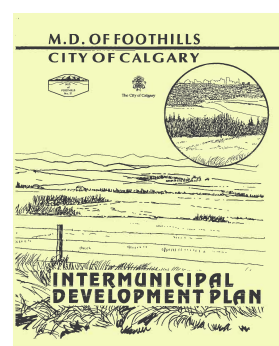 M.D. OF FOOTHILLS
CITY OF CALGARY
The City of Calgary
INTERMUNICIPAL
DEVELOPMENT PLAN